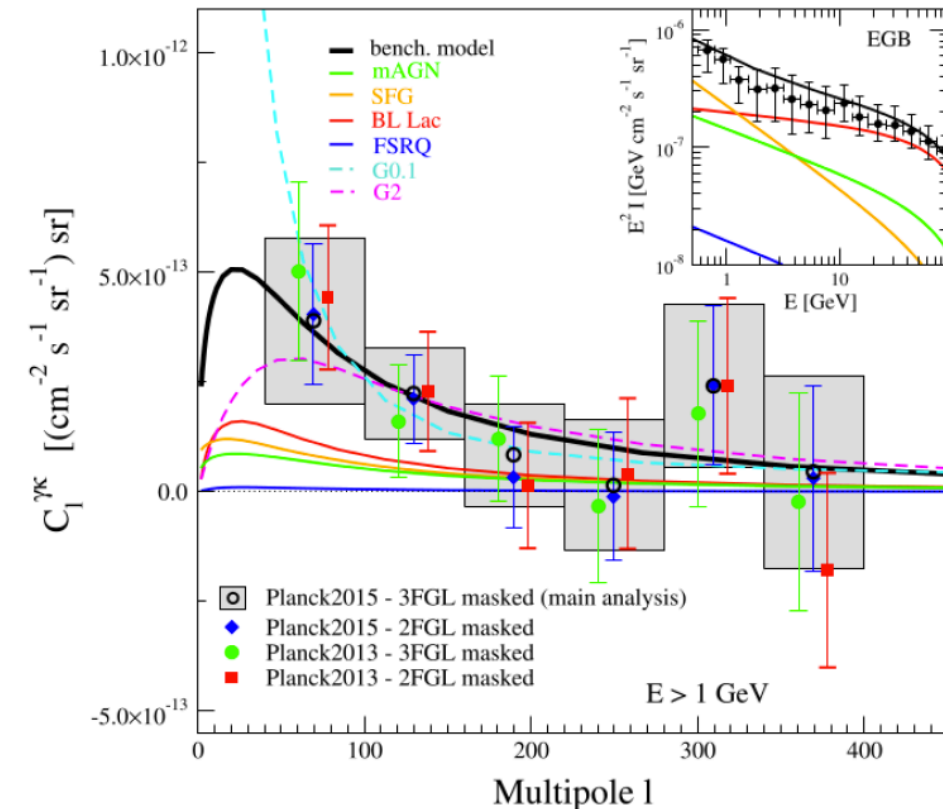 1.0×10⁻¹²
5.0×10⁻¹³
0.0
-5.0×10⁻¹³
C_l^γκ [(cm⁻² s⁻¹ sr⁻¹) sr]
bench. model
mAGN
SFG
BL Lac
FSRQ
G0.1
G2
EGB
10⁻⁶
10⁻⁷
10⁻⁸
E² I [GeV cm⁻² s⁻¹ sr⁻¹]
1
10
E [GeV]
Planck2015 - 3FGL masked (main analysis)
Planck2015 - 2FGL masked
Planck2013 - 3FGL masked
Planck2013 - 2FGL masked
E > 1 GeV
0
100
200
300
400
Multipole l